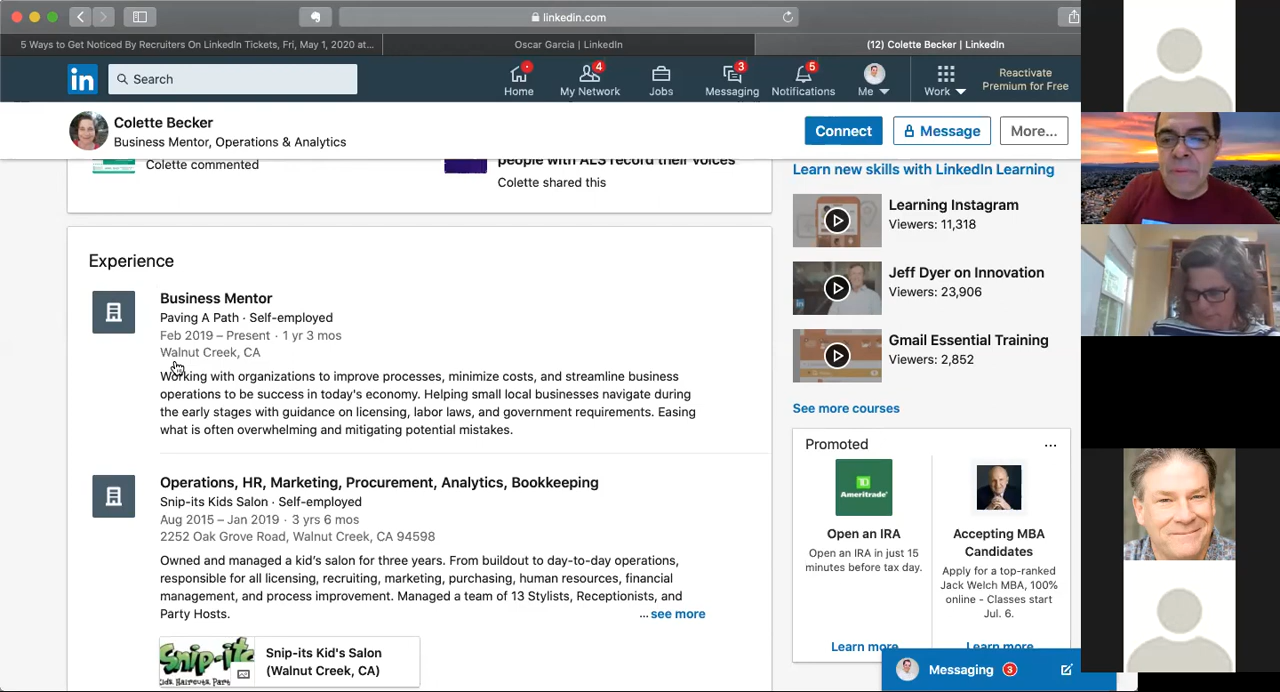 linkedin.com
5 Ways to Get Noticed By Recruiters On LinkedIn Tickets, Fri, May 1, 2020 at...
Oscar Garcia | LinkedIn
(12) Colette Becker | LinkedIn
in
Search
Home
4
My Network
Jobs
3
Messaging
5
Notifications
Me
Work
Reactivate
Premium for Free
Colette Becker
Business Mentor, Operations & Analytics
Connect
Message
More...
Colette commented
people with ALS record their voices
Colette shared this
Experience
Business Mentor
Paving A Path · Self-employed
Feb 2019 – Present · 1 yr 3 mos
Walnut Creek, CA
Working with organizations to improve processes, minimize costs, and streamline business
operations to be success in today's economy. Helping small local businesses navigate during
the early stages with guidance on licensing, labor laws, and government requirements. Easing
what is often overwhelming and mitigating potential mistakes.
Operations, HR, Marketing, Procurement, Analytics, Bookkeeping
Snip-its Kids Salon · Self-employed
Aug 2015 – Jan 2019 · 3 yrs 6 mos
2252 Oak Grove Road, Walnut Creek, CA 94598
Owned and managed a kid's salon for three years. From buildout to day-to-day operations,
responsible for all licensing, recruiting, marketing, purchasing, human resources, financial
management, and process improvement. Managed a team of 13 Stylists, Receptionists, and
Party Hosts.
...see more
Snip-its
Kids Haircuts Part
Snip-its Kid's Salon
(Walnut Creek, CA)
Learn new skills with LinkedIn Learning
Learning Instagram
Viewers: 11,318
Jeff Dyer on Innovation
Viewers: 23,906
Gmail Essential Training
Viewers: 2,852
See more courses
Promoted
...
TD
Ameritrade
Open an IRA
Open an IRA in just 15
minutes before tax day.
Learn more
Accepting MBA
Candidates
Apply for a top-ranked
Jack Welch MBA, 100%
online - Classes start
Jul. 6.
Learn more
Messaging
3